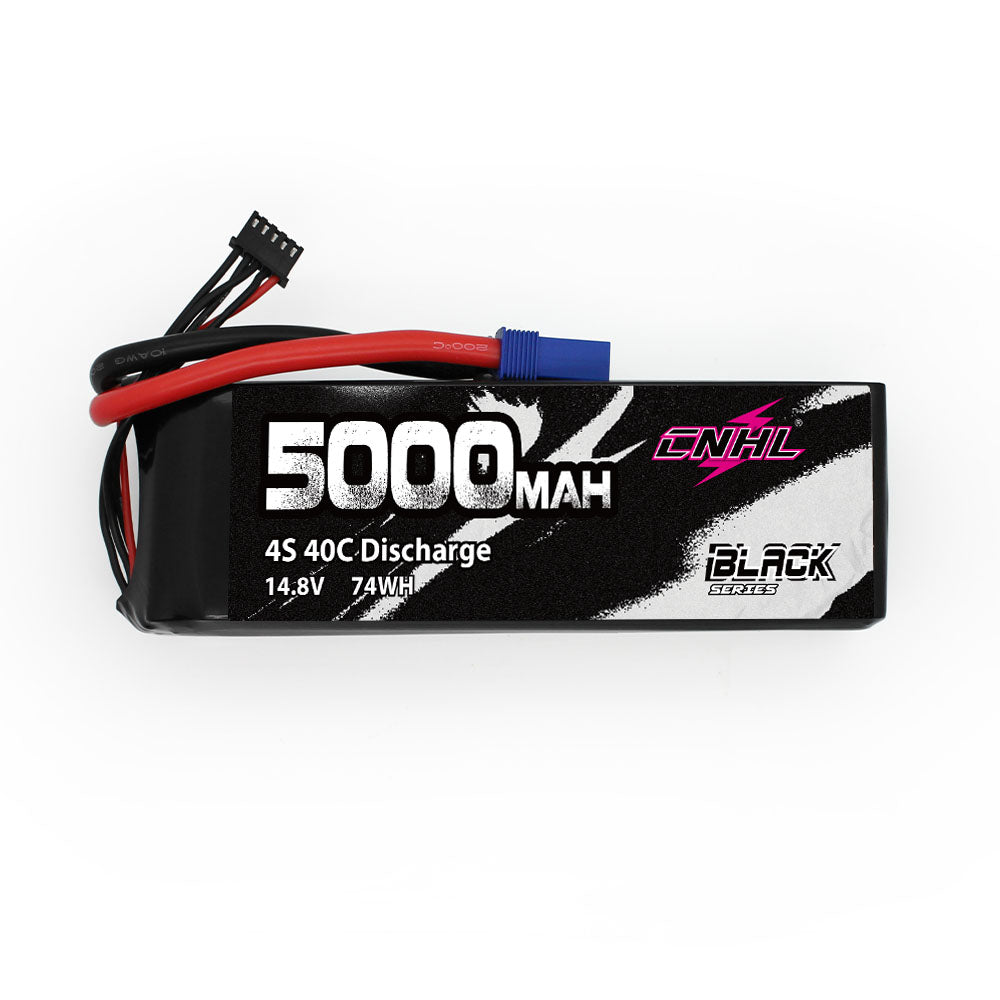 10AWG
200°C
5000MAH
CNHL®
4S 40C Discharge
14.8V 74WH
BLACK
SERIES